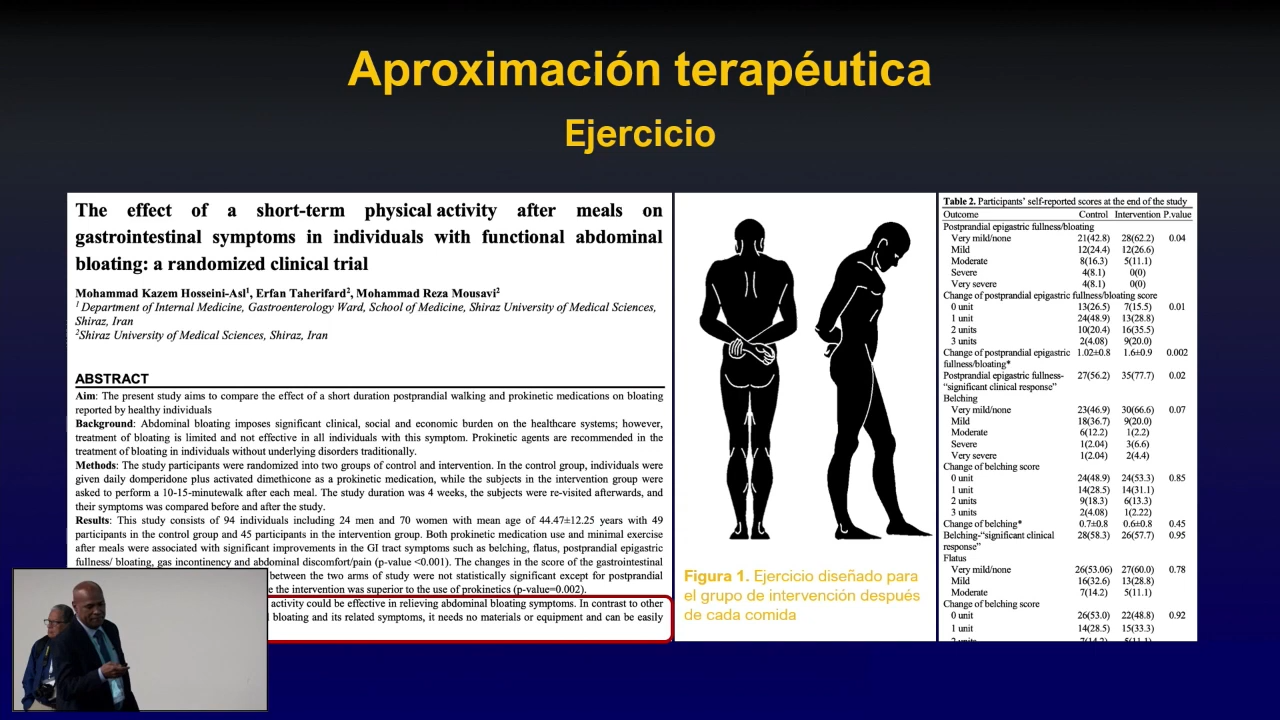 Aproximación terapéutica
Ejercicio
The effect of a short-term physical activity after meals on
gastrointestinal symptoms in individuals with functional abdominal
bloating: a randomized clinical trial
Mohammad Kazem Hosseini-Asl1, Erfan Taherifard2, Mohammad Reza Mousavi2
1 Department of Internal Medicine, Gastroenterology Ward, School of Medicine, Shiraz University of Medical Sciences,
Shiraz, Iran
2Shiraz University of Medical Sciences, Shiraz, Iran
ABSTRACT
Aim: The present study aims to compare the effect of a short duration postprandial walking and prokinetic medications on bloating
reported by healthy individuals
Background: Abdominal bloating imposes significant clinical, social and economic burden on the healthcare systems; however,
treatment of bloating is limited and not effective in all individuals with this symptom. Prokinetic agents are recommended in the
treatment of bloating in individuals without underlying disorders traditionally.
Methods: The study participants were randomized into two groups of control and intervention. In the control group, individuals were
given daily domperidone plus activated dimethicone as a prokinetic medication, while the subjects in the intervention group were
asked to perform a 10-15-minutewalk after each meal. The study duration was 4 weeks, the subjects were re-visited afterwards, and
their symptoms was compared before and after the study.
Results: This study consists of 94 individuals including 24 men and 70 women with mean age of 44.47±12.25 years with 49
participants in the control group and 45 participants in the intervention group. Both prokinetic medication use and minimal exercise
after meals were associated with significant improvements in the GI tract symptoms such as belching, flatus, postprandial epigastric
fullness/ bloating, gas incontinency and abdominal discomfort/pain (p-value <0.001). The changes in the score of the gastrointestinal
between the two arms of study were not statistically significant except for postprandial
e the intervention was superior to the use of prokinetics (p-value=0.002).
activity could be effective in relieving abdominal bloating symptoms. In contrast to other
bloating and its related symptoms, it needs no materials or equipment and can be easily
Figura 1. Ejercicio diseñado para
el grupo de intervención después
de cada comida
Table 2. Participants' self-reported scores at the end of the study
Outcome Control Intervention P.value
Postprandial epigastric fullness/bloating
Very mild/none 21(42.8) 28(62.2) 0.04
Mild 12(24.4) 12(26.6)
Moderate 8(16.3) 5(11.1)
Severe 4(8.1) 0(0)
Very severe 4(8.1) 0(0)
Change of postprandial epigastric fullness/bloating score
0 unit 13(26.5) 7(15.5) 0.01
1 unit 24(48.9) 13(28.8)
2 units 10(20.4) 16(35.5)
3 units 2(4.08) 9(20.0)
Change of postprandial epigastric 1.02±0.8 1.6±0.9 0.002
fullness/bloating*
Postprandial epigastric fullness- 27(56.2) 35(77.7) 0.02
"significant clinical response"
Belching
Very mild/none 23(46.9) 30(66.6) 0.07
Mild 18(36.7) 9(20.0)
Moderate 6(12.2) 1(2.2)
Severe 1(2.04) 3(6.6)
Very severe 1(2.04) 2(4.4)
Change of belching score
0 unit 24(48.9) 24(53.3) 0.85
1 unit 14(28.5) 14(31.1)
2 units 9(18.3) 6(13.3)
3 units 2(4.08) 1(2.22)
Change of belching* 0.7±0.8 0.6±0.8 0.45
Belching-"significant clinical 28(58.3) 26(57.7) 0.95
response"
Flatus
Very mild/none 26(53.06) 27(60.0) 0.78
Mild 16(32.6) 13(28.8)
Moderate 7(14.2) 5(11.1)
Change of belching score
0 unit 26(53.0) 22(48.8) 0.92
1 unit 14(28.5) 15(33.3)